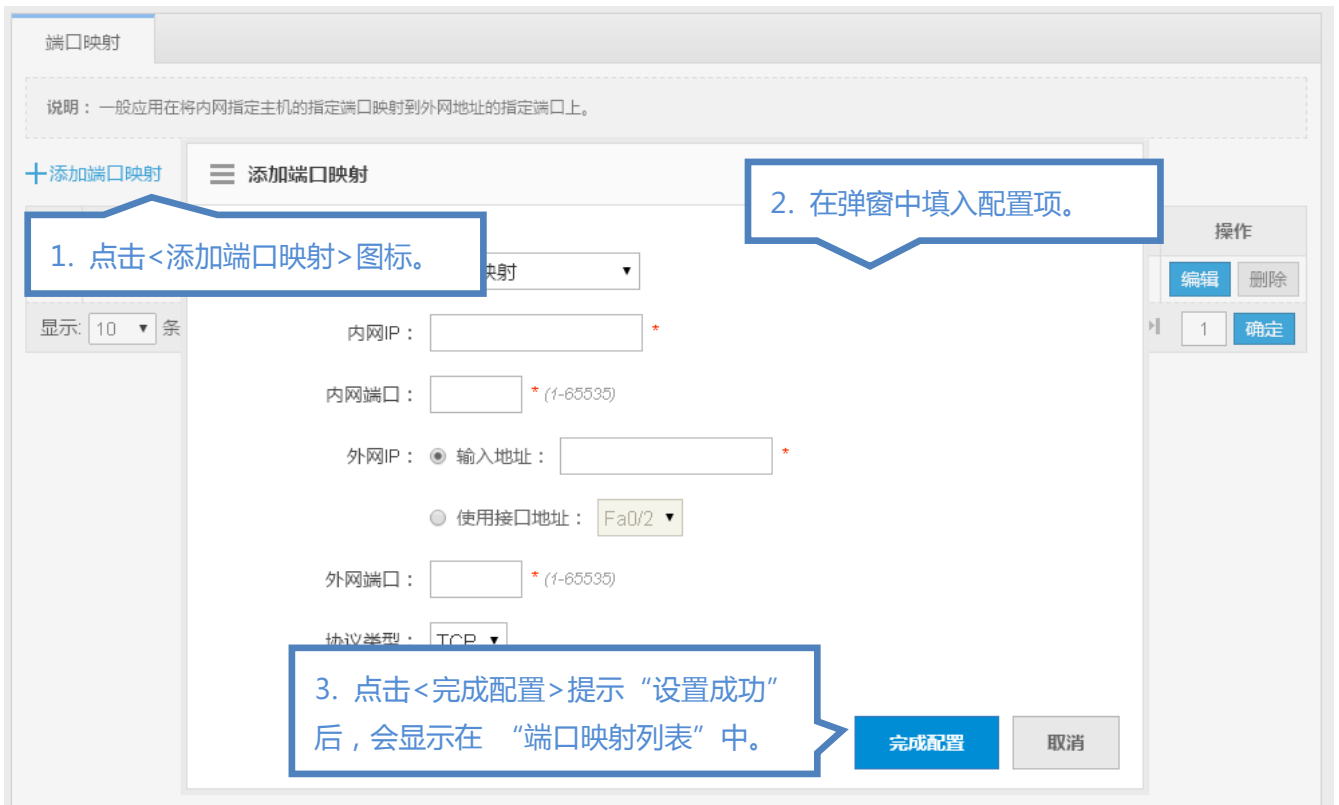 端口映射
说明： 一般应用在将内网指定主机的指定端口映射到外网地址的指定端口上。
添加端口映射
添加端口映射
2. 在弹窗中填入配置项。
1. 点击<添加端口映射>图标。
操作
映射
编辑 删除
显示: 10 条
1 确定
内网IP：
*
内网端口：
* (1-65535)
外网IP： 输入地址：
*
使用接口地址： Fa0/2
外网端口：
* (1-65535)
协议类型： TCP
3. 点击<完成配置>提示“设置成功”
后，会显示在 “端口映射列表”中。
完成配置 取消